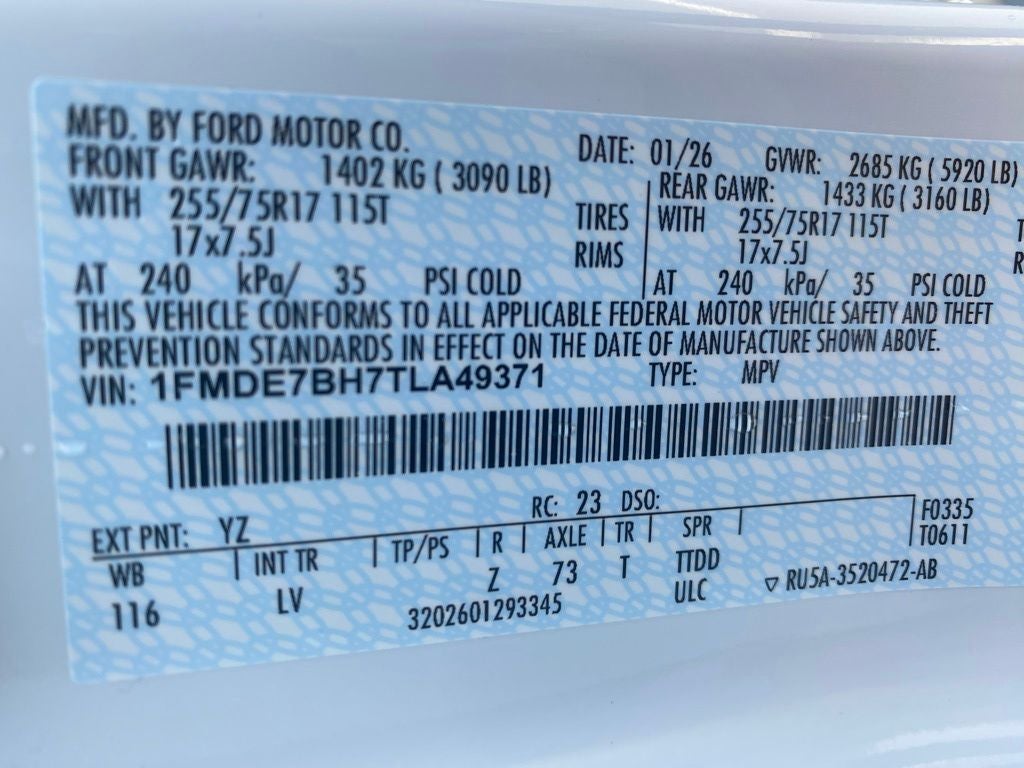 MFD. BY FORD MOTOR CO.
DATE: 01/26 GVWR: 2685 KG ( 5920 LB)
FRONT GAWR: 1402 KG ( 3090 LB) REAR GAWR: 1433 KG ( 3160 LB)
WITH 255/75R17 115T TIRES WITH 255/75R17 115T
17x7.5J RIMS 17x7.5J
AT 240 kPa/ 35 PSI COLD AT 240 kPa/ 35 PSI COLD
THIS VEHICLE CONFORMS TO ALL APPLICABLE FEDERAL MOTOR VEHICLE SAFETY AND THEFT
PREVENTION STANDARDS IN EFFECT ON THE DATE OF MANUFACTURE SHOWN ABOVE.
VIN: 1FMDE7BH7TLA49371 TYPE: MPV
EXT PNT: YZ RC: 23 DSO: F0335
WB INT TR TP/PS R AXLE TR SPR T0611
116 LV Z 73 T TTDD
3202601293345 ULC ▽ RU5A-3520472-AB